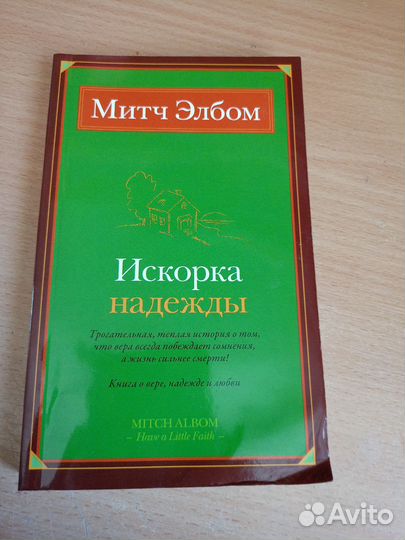 Митч Элбом
Искорка
надежды
Трогательная, теплая история о том,
что вера всегда побеждает сомнения,
а жизнь сильнее смерти!
Книга о вере, надежде и любви
MITCH ALBOM
– Have a Little Faith –
Avito